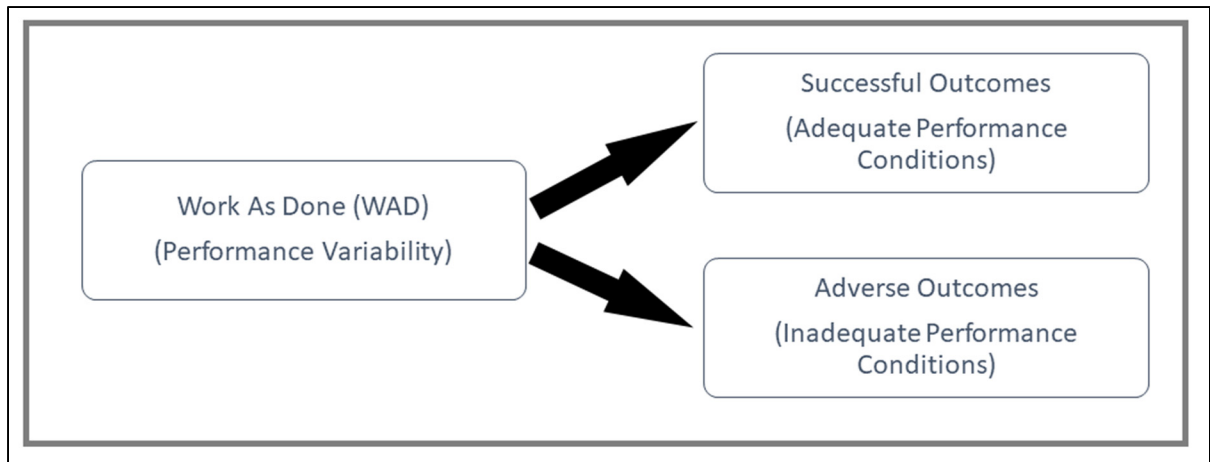 Work As Done (WAD)
(Performance Variability)
Successful Outcomes
(Adequate Performance
Conditions)
Adverse Outcomes
(Inadequate Performance
Conditions)